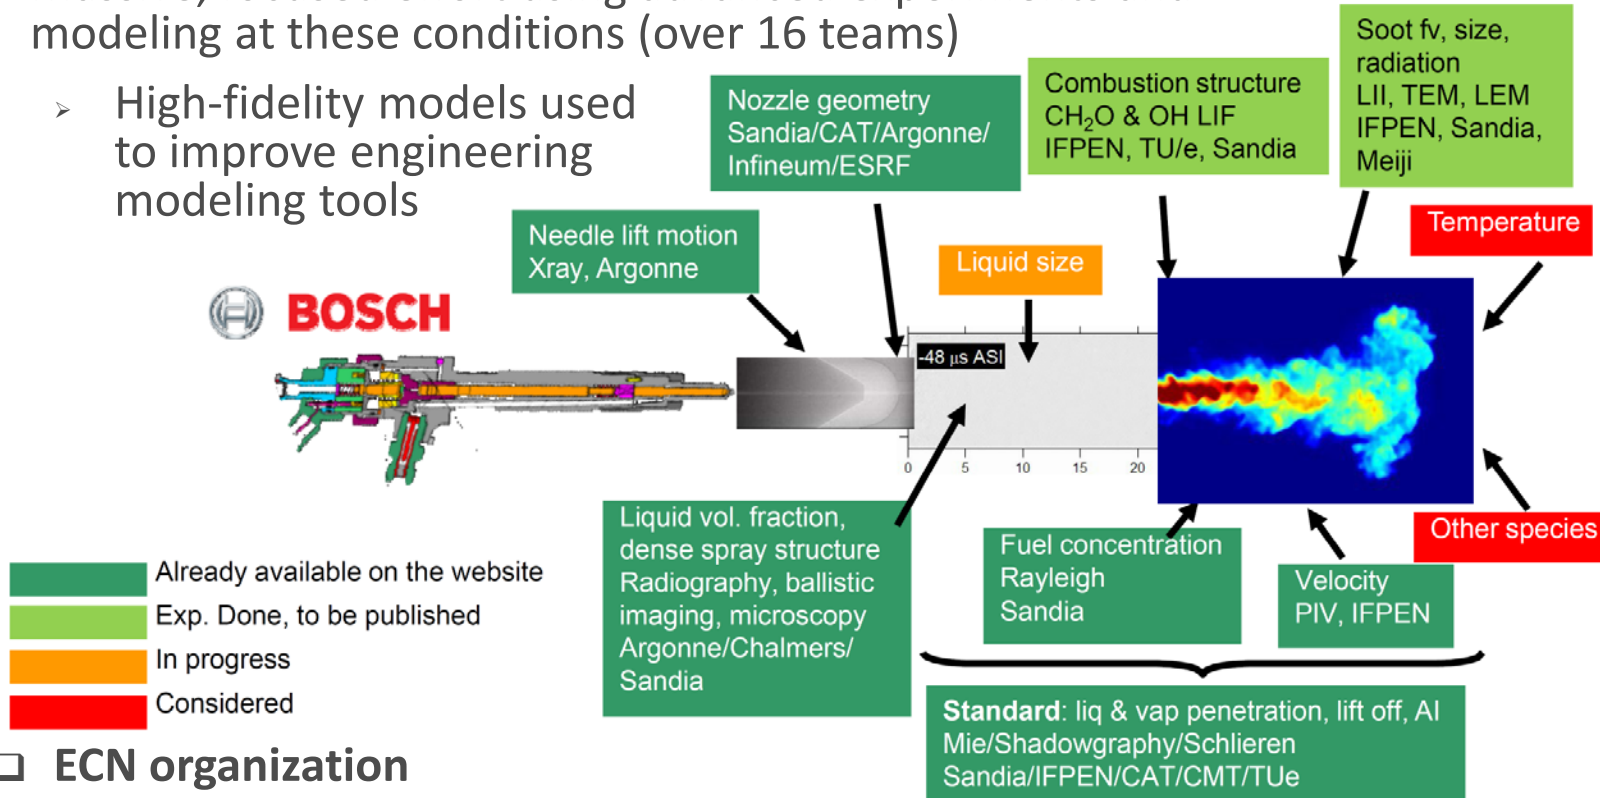 modeling at these conditions (over 16 teams)
High-fidelity models used
to improve engineering
modeling tools
Soot fv, size,
radiation
LII, TEM, LEM
IFPEN, Sandia,
Meiji
Combustion structure
CH₂O & OH LIF
IFPEN, TU/e, Sandia
Nozzle geometry
Sandia/CAT/Argonne/
Infineum/ESRF
Temperature
Needle lift motion
Xray, Argonne
Liquid size
BOSCH
-48 µs ASI
0 5 10 15 20
Liquid vol. fraction,
dense spray structure
Radiography, ballistic
imaging, microscopy
Argonne/Chalmers/
Sandia
Fuel concentration
Rayleigh
Sandia
Velocity
PIV, IFPEN
Other species
Already available on the website
Exp. Done, to be published
In progress
Considered
Standard: liq & vap penetration, lift off, AI
Mie/Shadowgraphy/Schlieren
Sandia/IFPEN/CAT/CMT/TUe
ECN organization